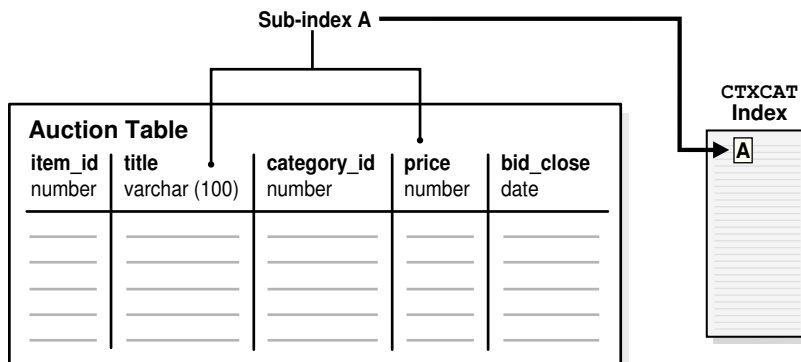 Sub-index A
CTXCAT
Index
A
Auction Table
item_id title category_id price bid_close
number varchar (100) number number date